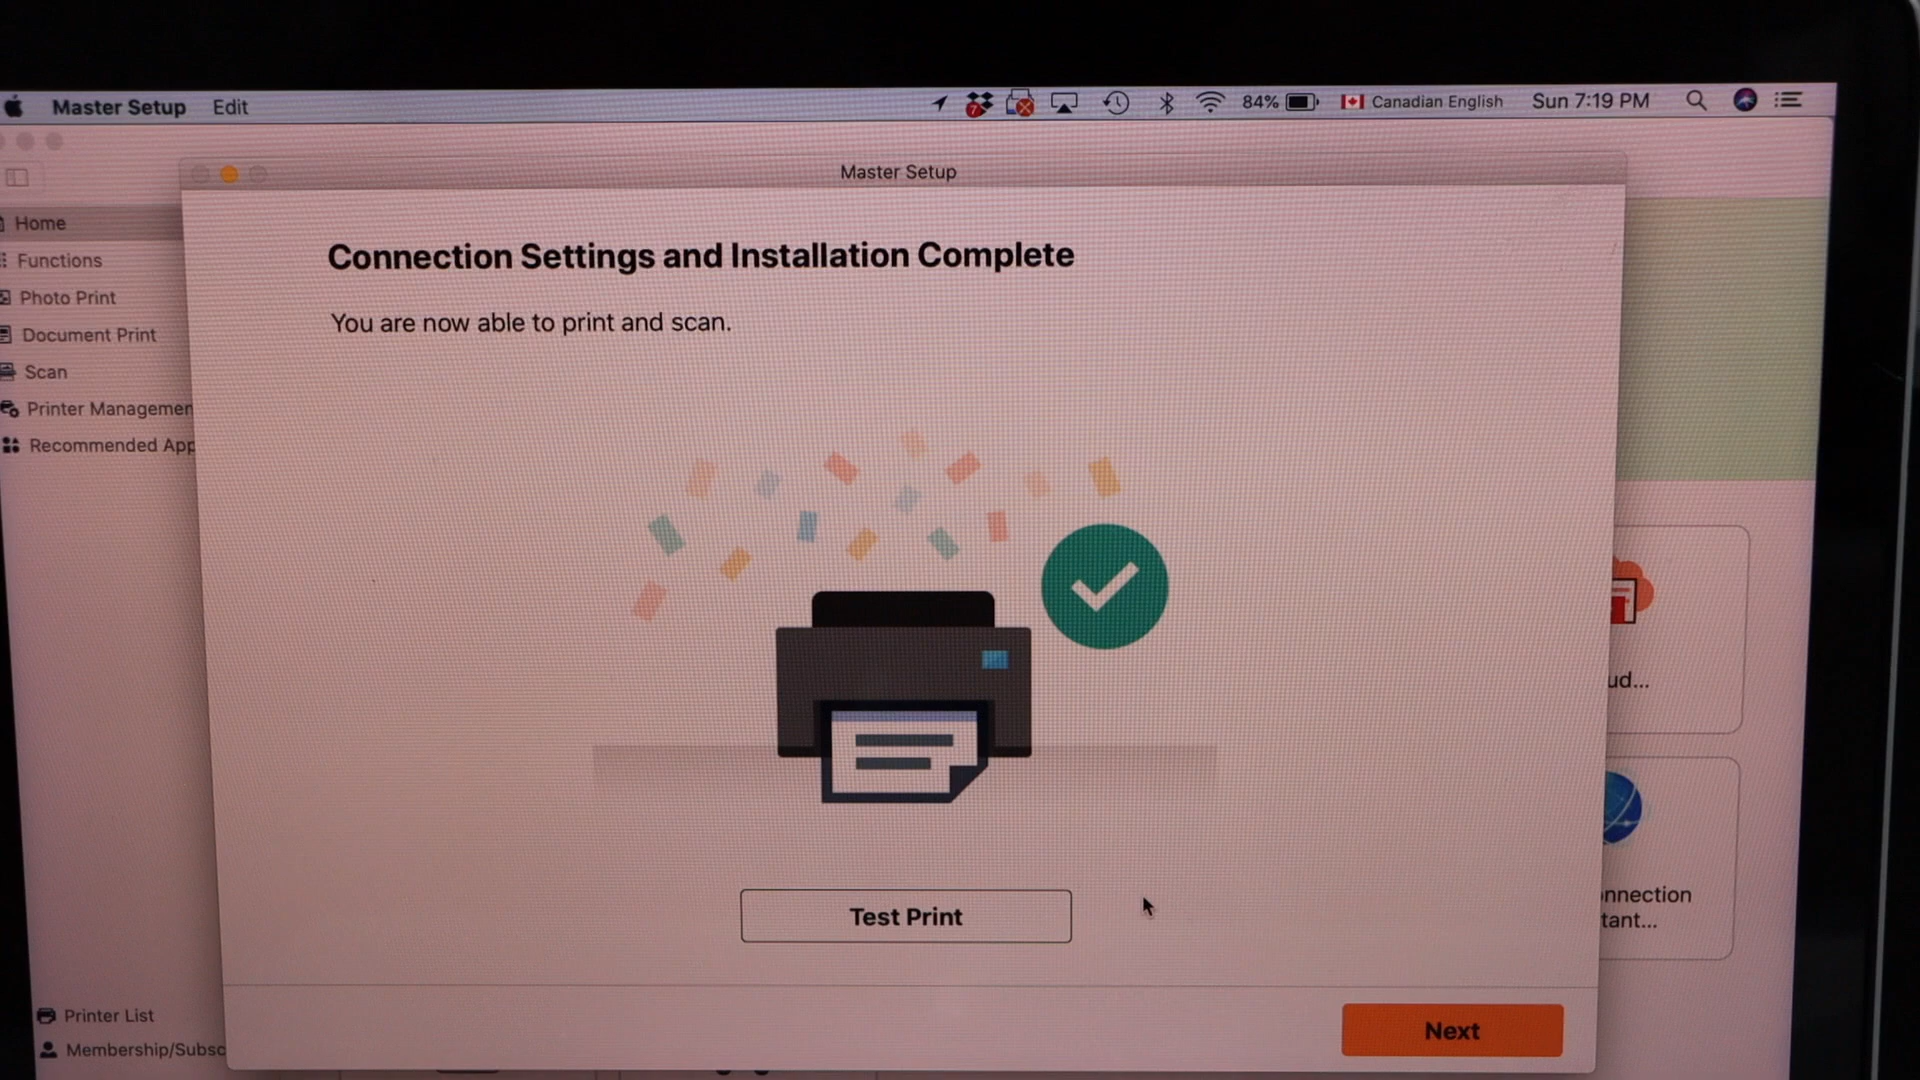 Master Setup Edit 84% Canadian English Sun 7:19 PM
Master Setup
Home
Functions
Photo Print
Document Print
Scan
Printer Managemen
Recommended App
Connection Settings and Installation Complete
You are now able to print and scan.
ud...
nnection
tant...
Test Print
Printer List
Membership/Subsc
Next